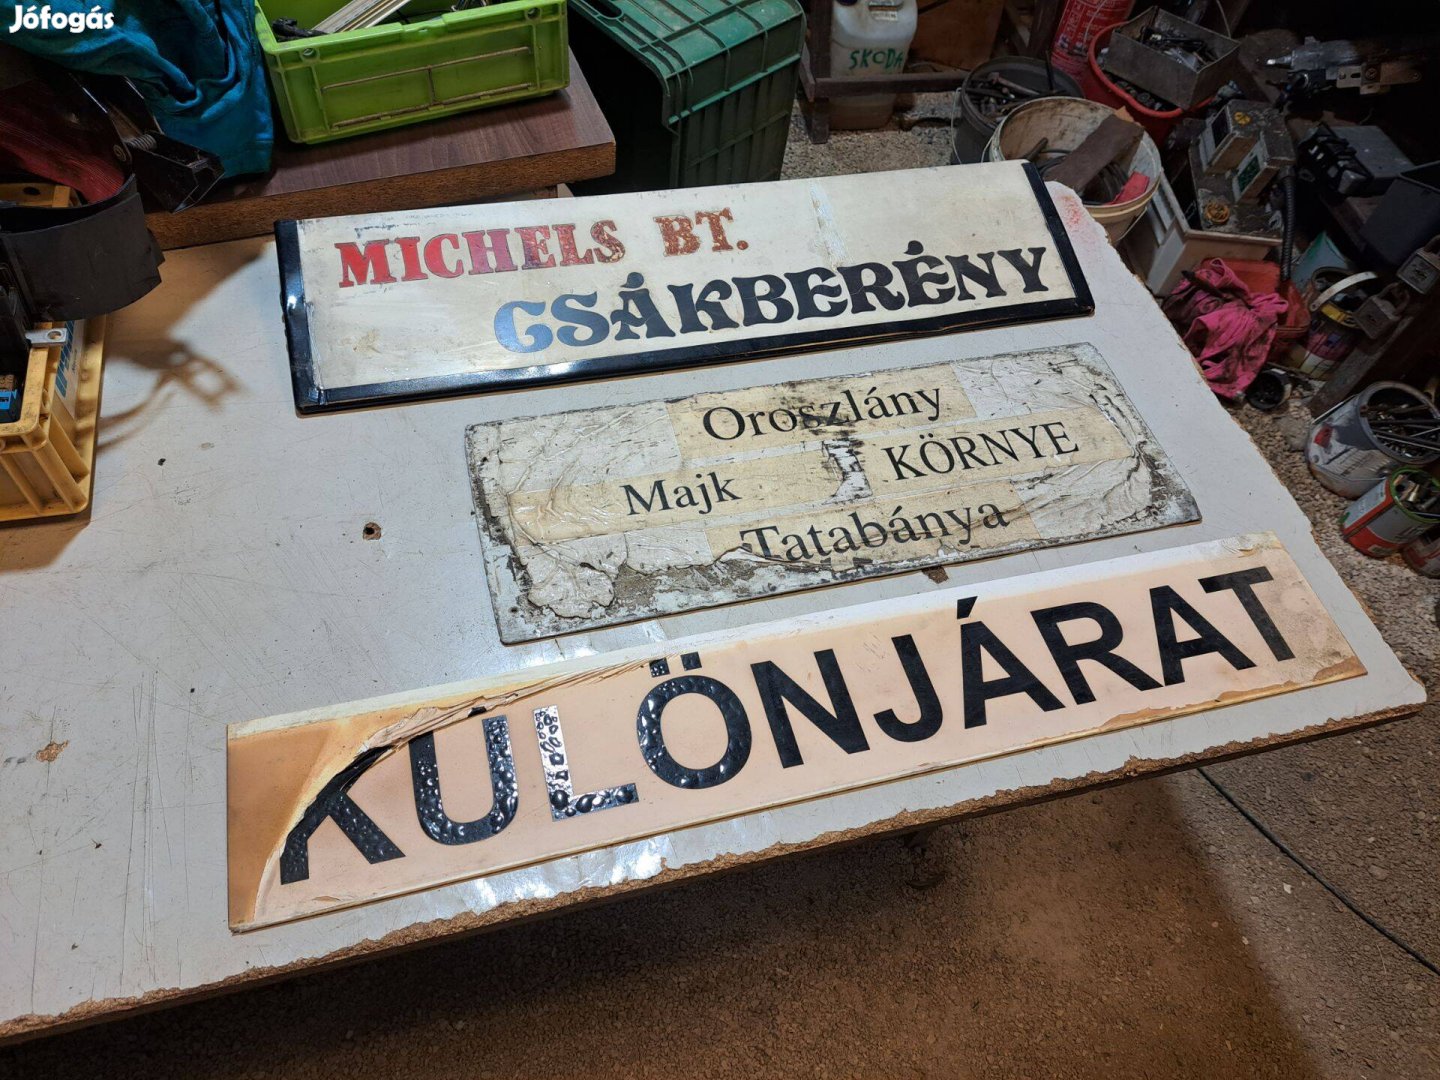 Jófogás
SKODA
MICHELS BT.
CSÁKBERÉNY
Oroszlány
Majk KÖRNYE
Tatabánya
KÜLÖNJÁRAT